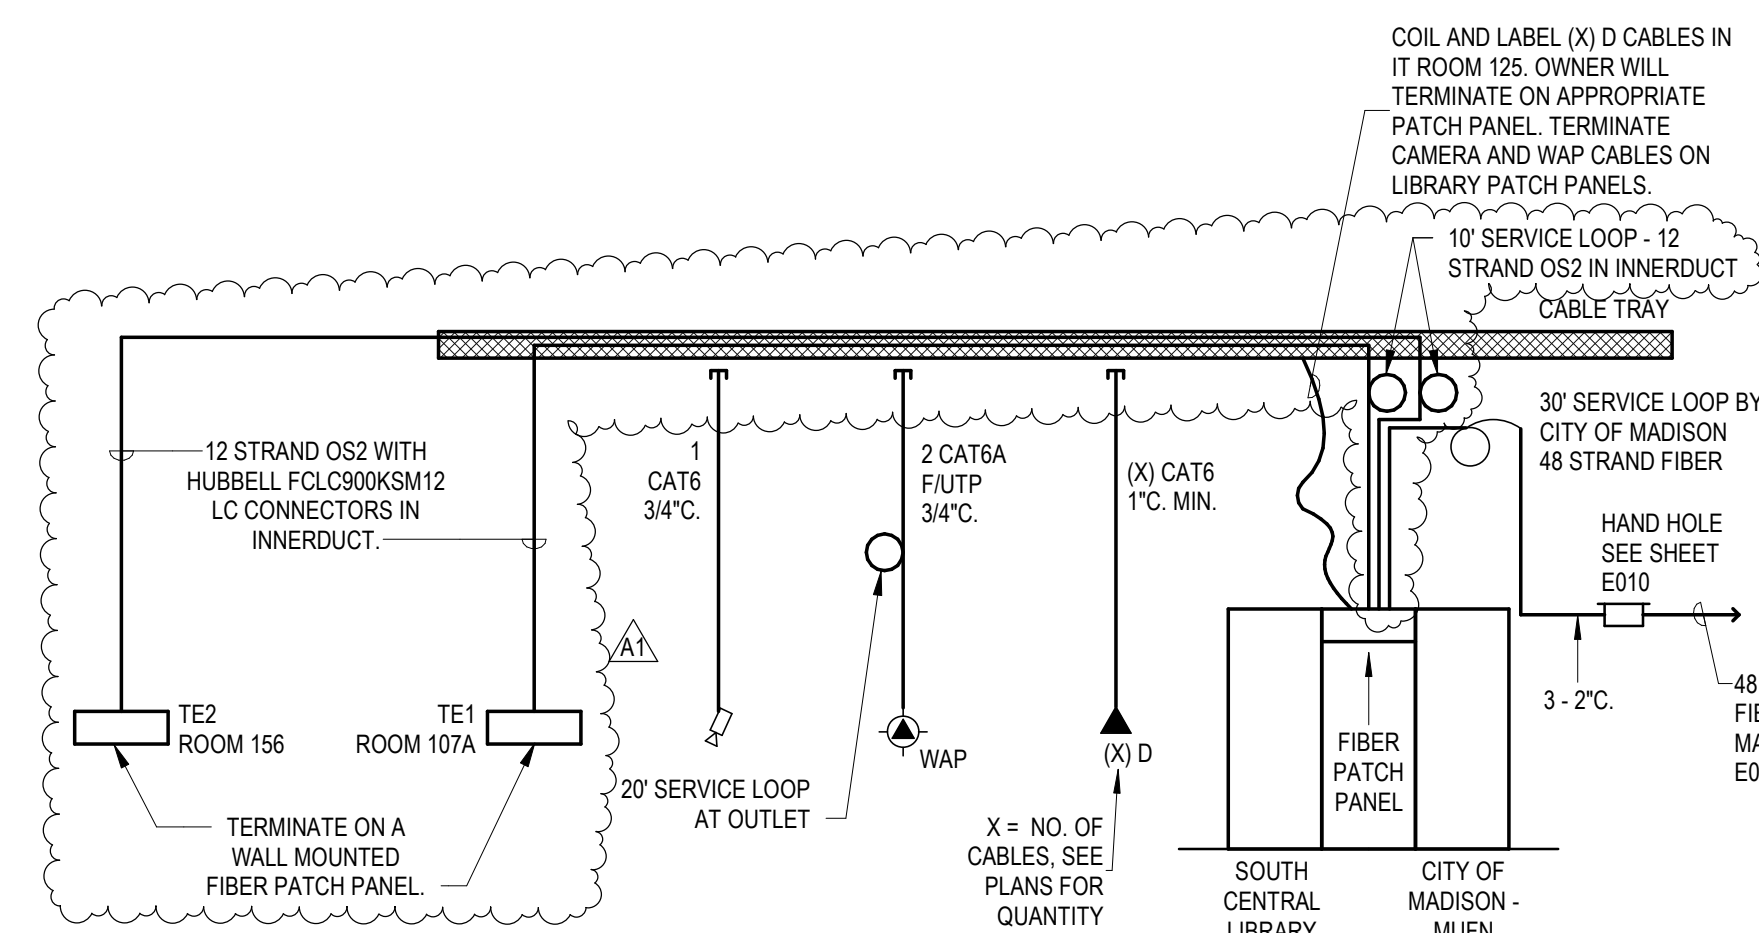 COIL AND LABEL (X) D CABLES IN
IT ROOM 125. OWNER WILL
TERMINATE ON APPROPRIATE
PATCH PANEL. TERMINATE
CAMERA AND WAP CABLES ON
LIBRARY PATCH PANELS.
10' SERVICE LOOP - 12
STRAND OS2 IN INNERDUCT
CABLE TRAY
30' SERVICE LOOP BY
CITY OF MADISON
48 STRAND FIBER
12 STRAND OS2 WITH
HUBBELL FCLC900KSM12
LC CONNECTORS IN
INNERDUCT.
1
CAT6
3/4"C.
2 CAT6A
F/UTP
3/4"C.
(X) CAT6
1"C. MIN.
HAND HOLE
SEE SHEET
E010
A1
TE2
ROOM 156
TE1
ROOM 107A
WAP
(X) D
3 - 2"C.
48
FIBER
PATCH
PANEL
20' SERVICE LOOP
AT OUTLET
TERMINATE ON A
WALL MOUNTED
FIBER PATCH PANEL.
X = NO. OF
CABLES, SEE
PLANS FOR
QUANTITY
SOUTH
CENTRAL
LIBRARY
CITY OF
MADISON -
MUFN